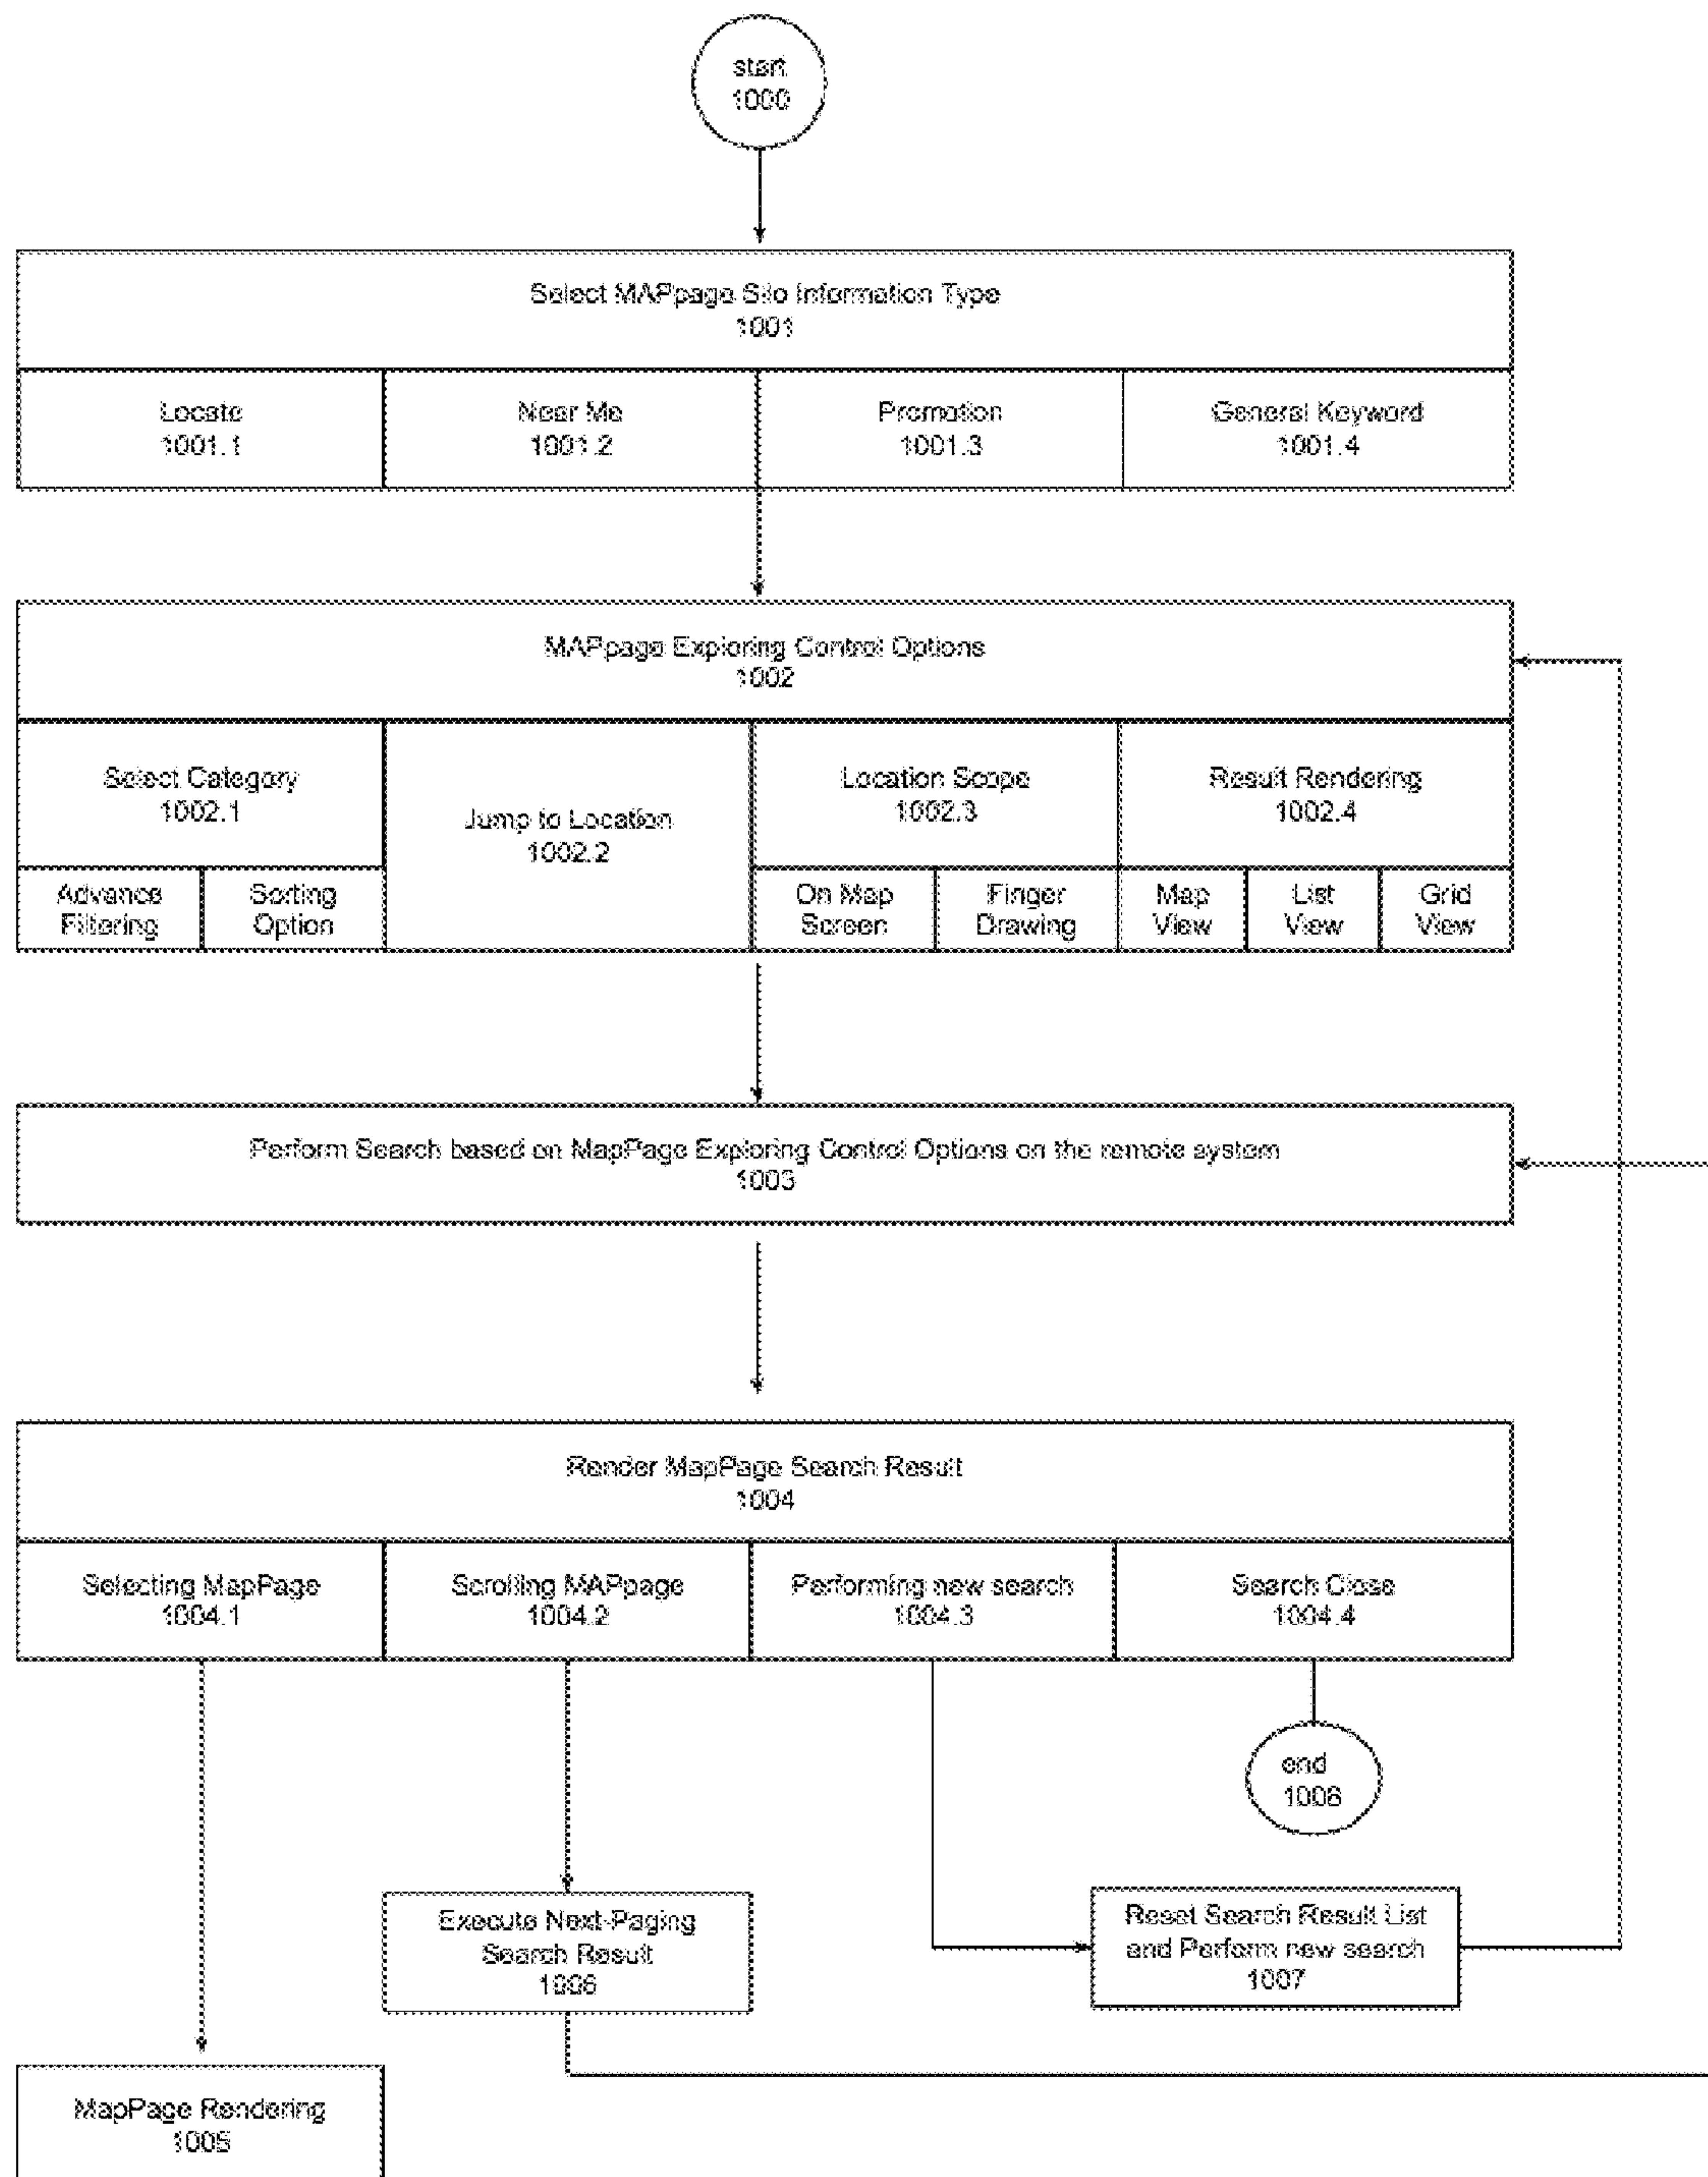 start
1000
Select MAPpage Silo Information Type
1001
Locate
1001.1
Near Me
1001.2
Promotion
1001.3
General Keyword
1001.4
MAPpage Exploring Control Options
1002
Select Category
1002.1
Advance
Filtering
Sorting
Option
Jump to Location
1002.2
Location Scope
1002.3
On Map
Screen
Finger
Drawing
Result Rendering
1002.4
Map
View
List
View
Grid
View
Perform Search based on MapPage Exploring Control Options on the remote system
1003
Render MapPage Search Result
1004
Selecting MapPage
1004.1
Scrolling MAPpage
1004.2
Performing new search
1004.3
Search Close
1004.4
end
1008
Execute Next-Paging
Search Result
1006
Reset Search Result List
and Perform new search
1007
MapPage Rendering
1005